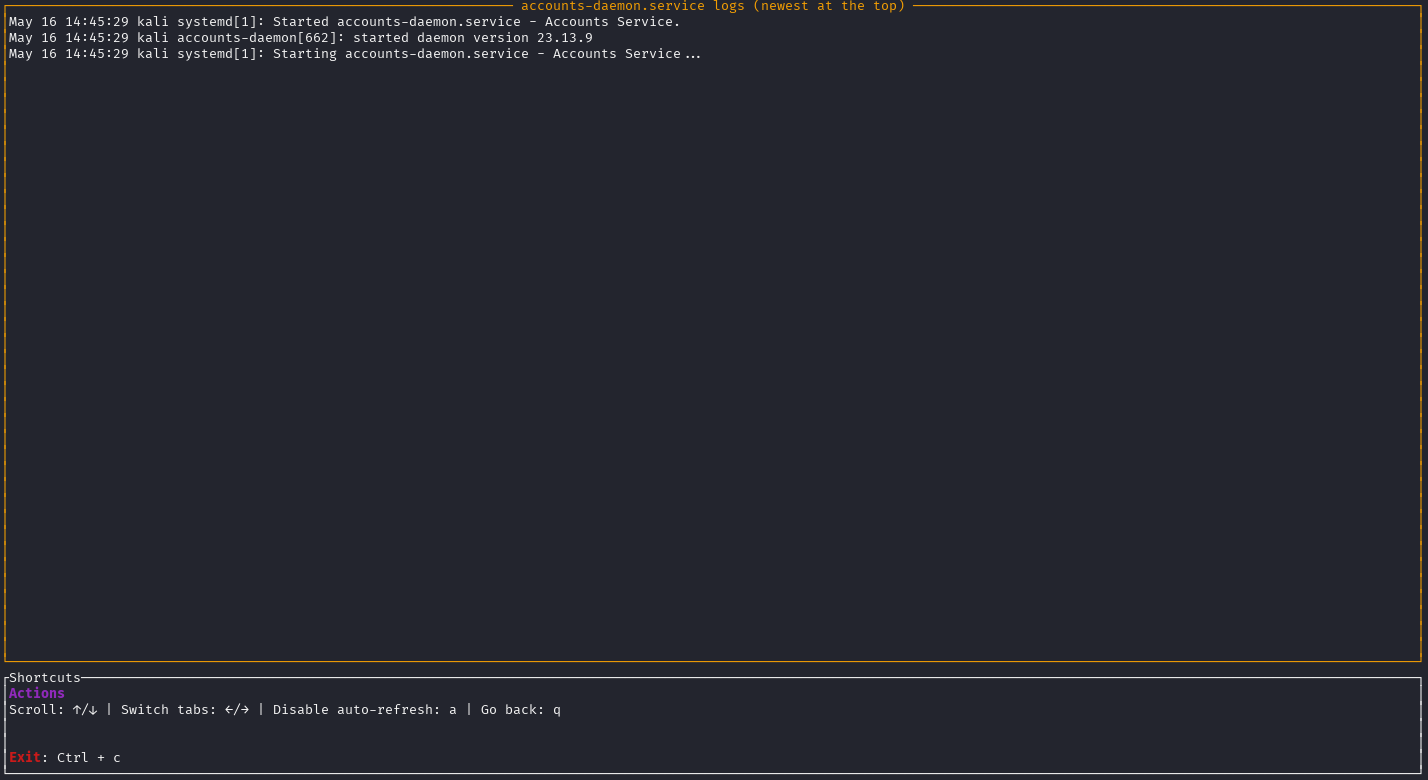 accounts-daemon.service logs (newest at the top)
May 16 14:45:29 kali systemd[1]: Started accounts-daemon.service - Accounts Service.
May 16 14:45:29 kali accounts-daemon[662]: started daemon version 23.13.9
May 16 14:45:29 kali systemd[1]: Starting accounts-daemon.service - Accounts Service...
Shortcuts
Actions
Scroll: ↑/↓ | Switch tabs: ←/→ | Disable auto-refresh: a | Go back: q
Exit: Ctrl + c